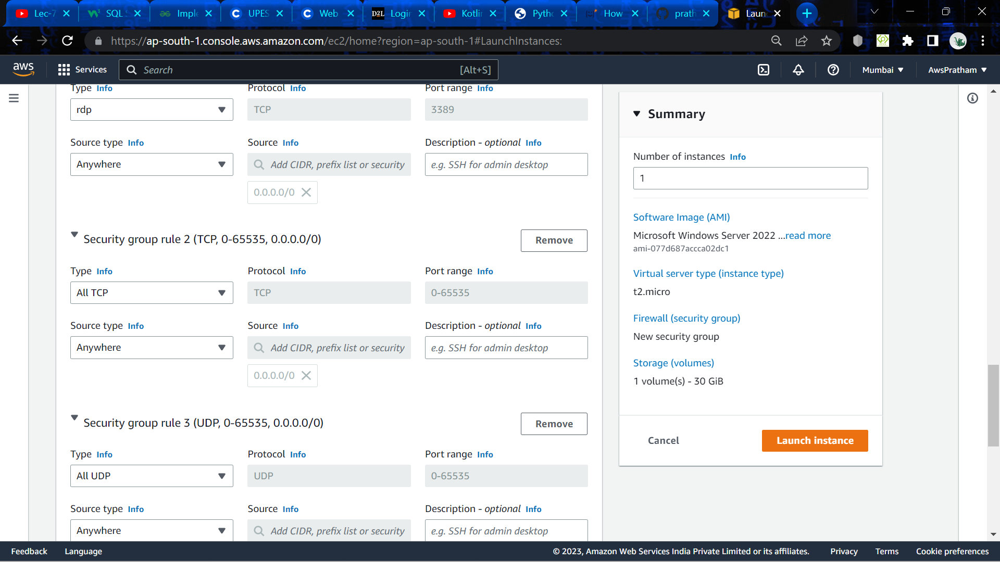 Lec-7
SQL S
Imple
UPES
Web
D2L
Login
Kotlin
Pytho
How
prath
Laun
https://ap-south-1.console.aws.amazon.com/ec2/home?region=ap-south-1#LaunchInstances:
aws
Services
Search
[Alt+S]
Mumbai
AwsPratham
Type Info
Protocol Info
Port range Info
rdp
TCP
3389
Source type Info
Source Info
Description - optional Info
Anywhere
Add CIDR, prefix list or security
e.g. SSH for admin desktop
0.0.0.0/0
Security group rule 2 (TCP, 0-65535, 0.0.0.0/0)
Remove
Type Info
Protocol Info
Port range Info
All TCP
TCP
0-65535
Source type Info
Source Info
Description - optional Info
Anywhere
Add CIDR, prefix list or security
e.g. SSH for admin desktop
0.0.0.0/0
Security group rule 3 (UDP, 0-65535, 0.0.0.0/0)
Remove
Type Info
Protocol Info
Port range Info
All UDP
UDP
0-65535
Source type Info
Source Info
Description - optional Info
Anywhere
Add CIDR, prefix list or security
e.g. SSH for admin desktop
Summary
Number of instances Info
1
Software Image (AMI)
Microsoft Windows Server 2022 ...read more
ami-077d687accca02dc1
Virtual server type (instance type)
t2.micro
Firewall (security group)
New security group
Storage (volumes)
1 volume(s) - 30 GiB
Cancel
Launch instance
Feedback
Language
© 2023, Amazon Web Services India Private Limited or its affiliates.
Privacy
Terms
Cookie preferences